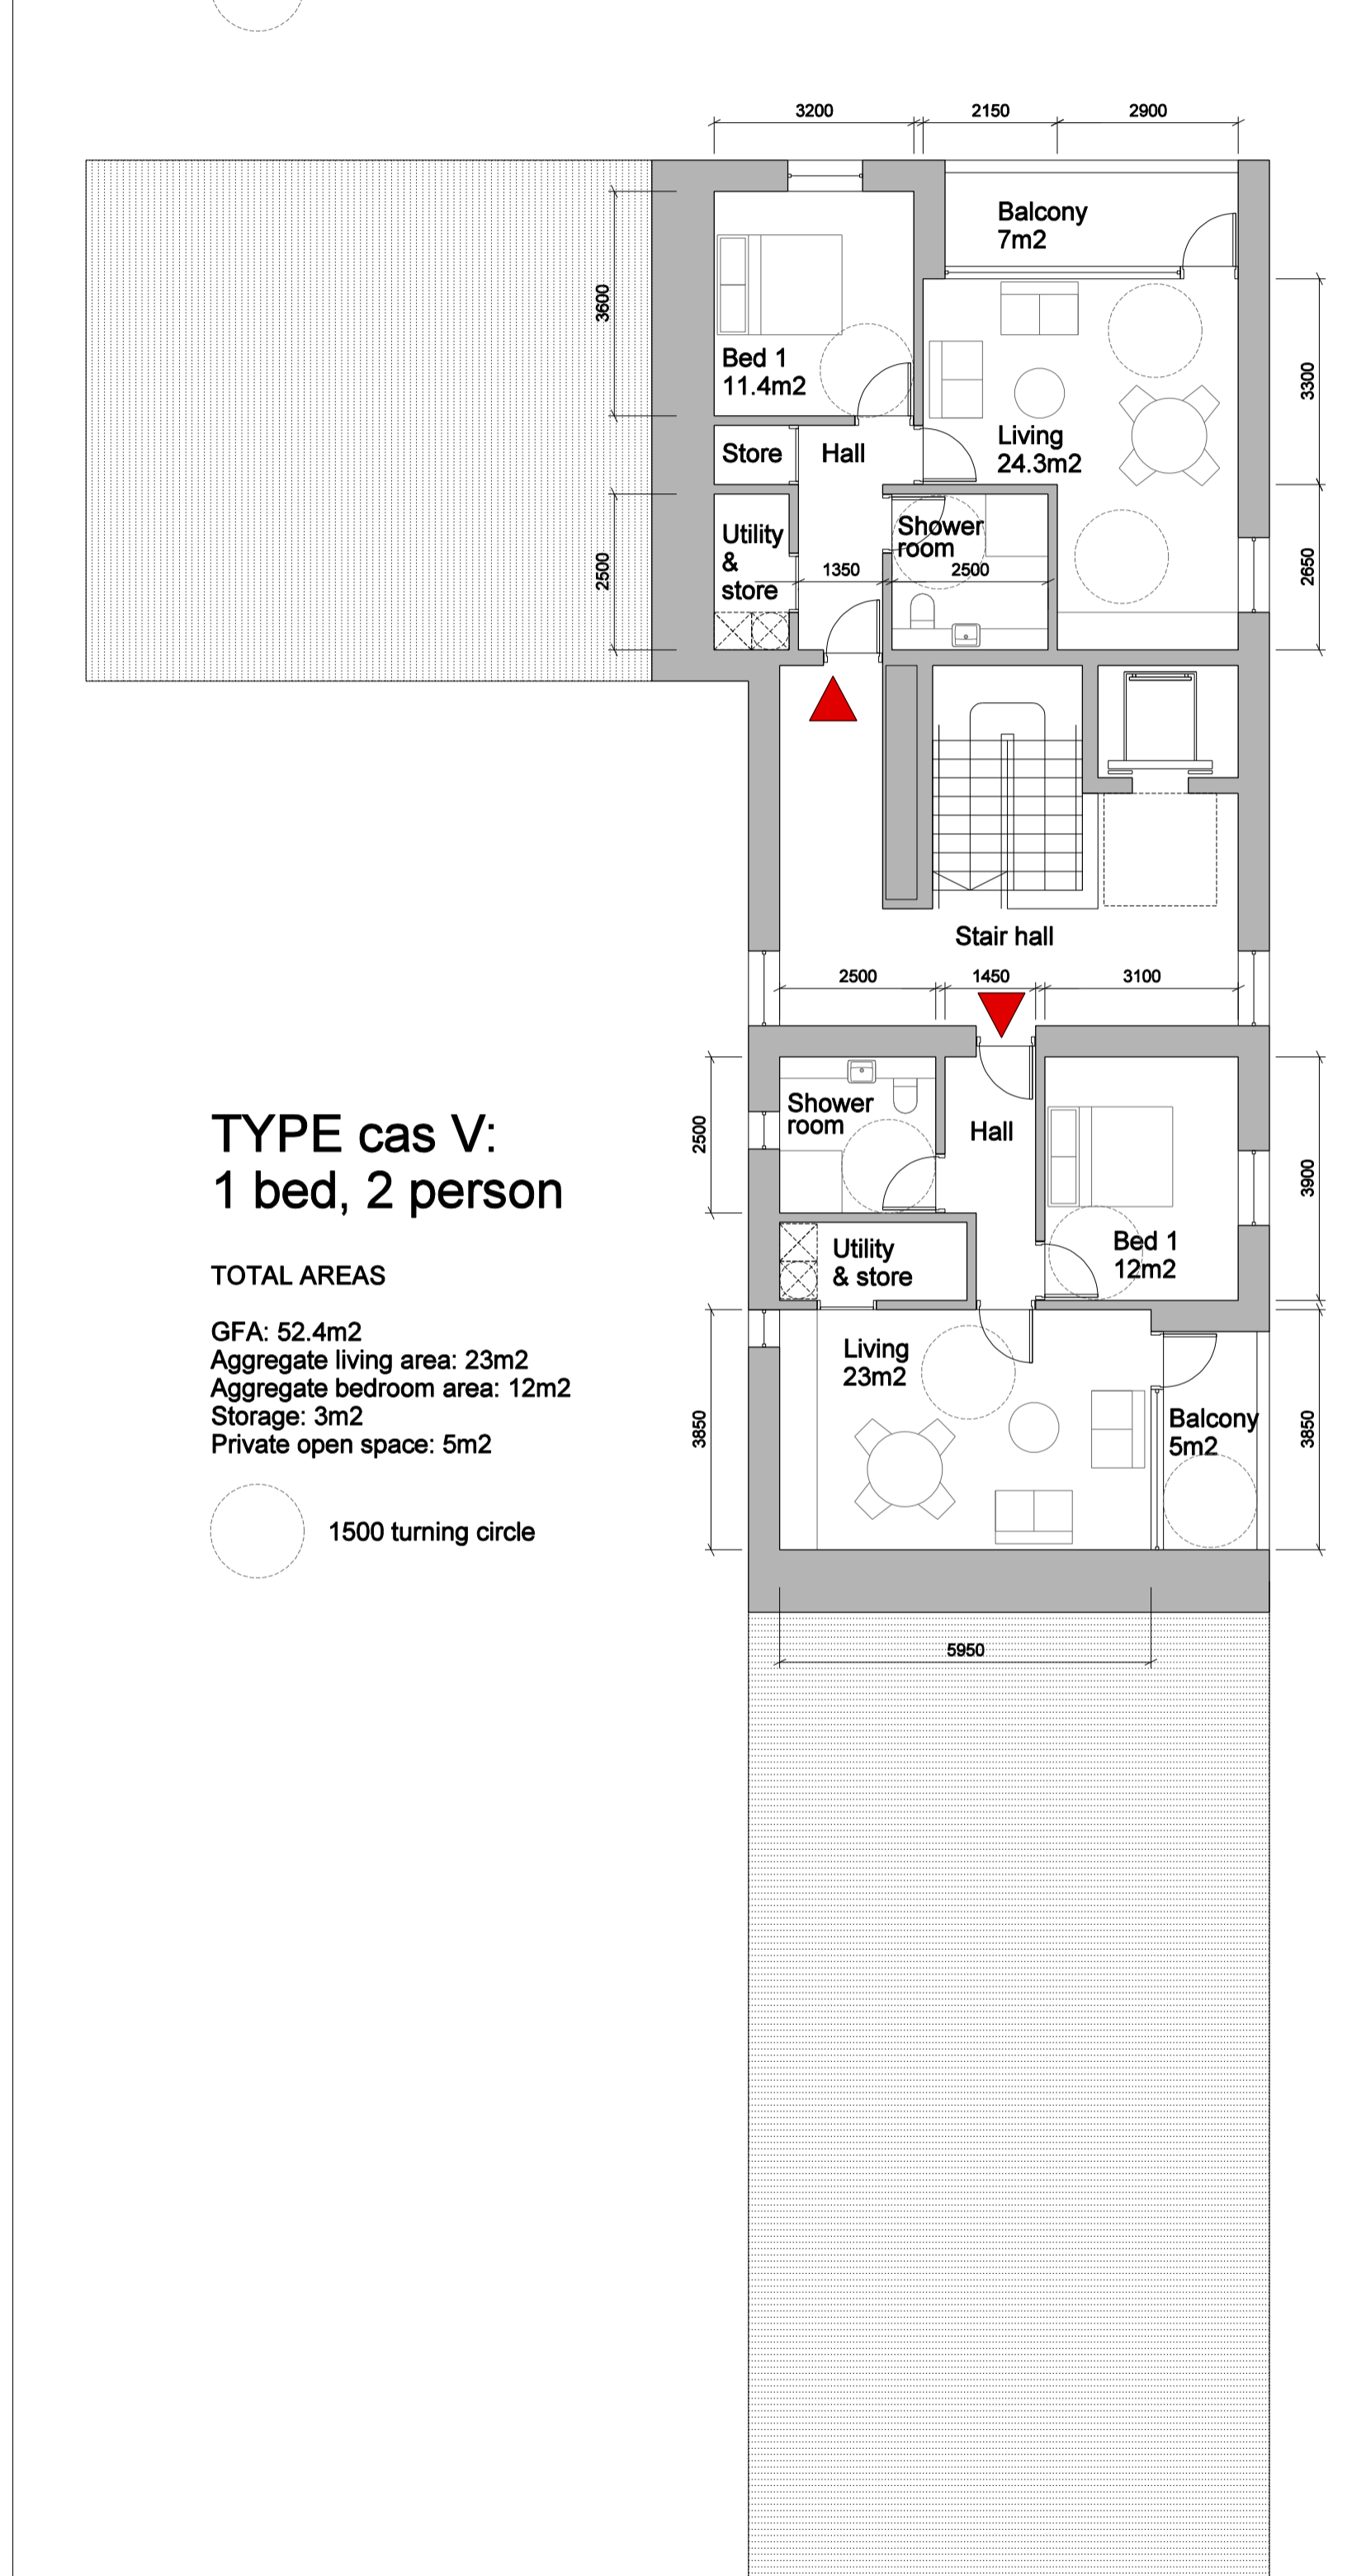 3200
2150
2900
Balcony
7m2
3600
Bed 1
11.4m2
3300
Living
24.3m2
Store
Hall
Utility
&
store
Shower
room
2500
1350
2500
2650
Stair hall
2500
1450
3100
TYPE cas V:
1 bed, 2 person
TOTAL AREAS
GFA: 52.4m2
Aggregate living area: 23m2
Aggregate bedroom area: 12m2
Storage: 3m2
Private open space: 5m2
1500 turning circle
2500
Shower
room
Hall
3900
Bed 1
12m2
Utility
& store
Living
23m2
3850
Balcony
5m2
3850
5950